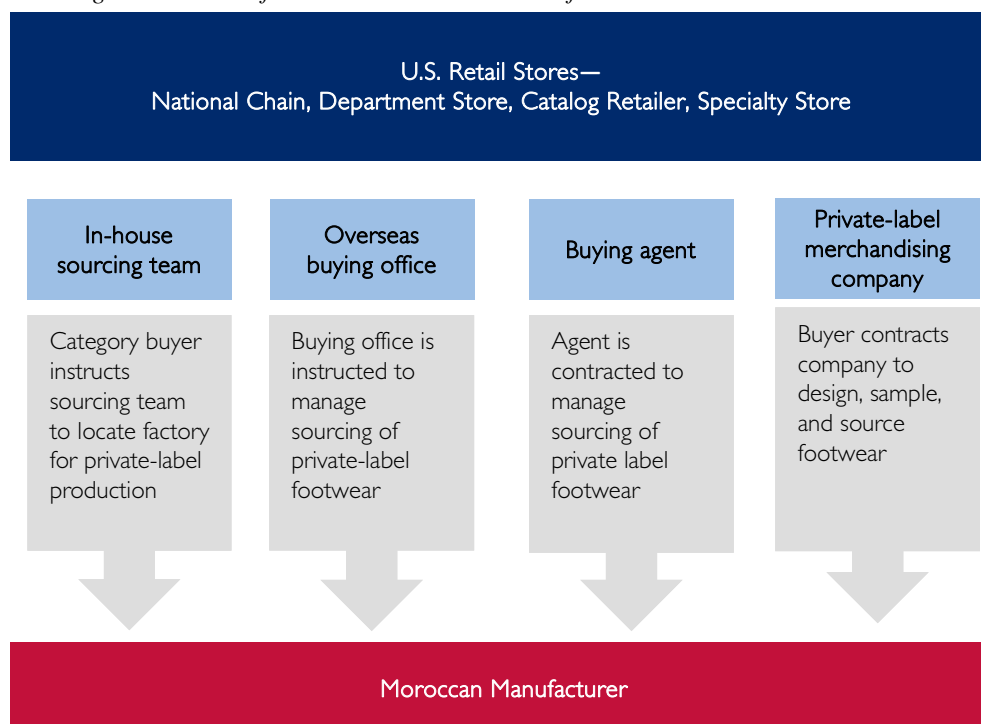 U.S. Retail Stores—
National Chain, Department Store, Catalog Retailer, Specialty Store
In-house
sourcing team
Category buyer
instructs
sourcing team
to locate factory
for private-label
production
Overseas
buying office
Buying office is
instructed to
manage
sourcing of
private-label
footwear
Buying agent
Agent is
contracted to
manage
sourcing of
private label
footwear
Private-label
merchandising
company
Buyer contracts
company to
design, sample,
and source
footwear
Moroccan Manufacturer